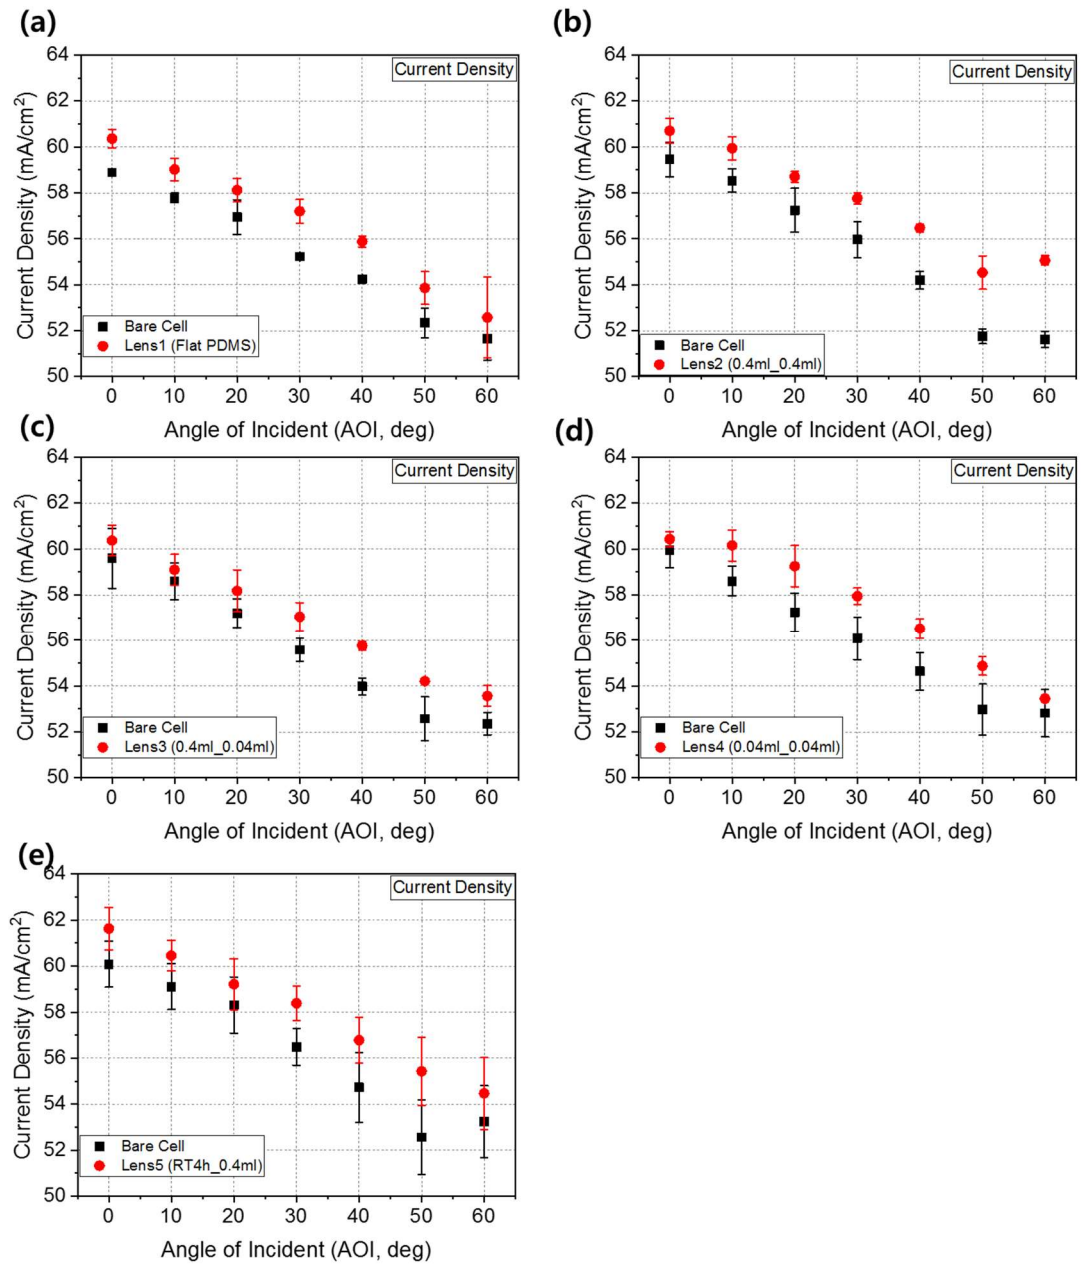 (a)
Current Density
64
62
60
58
56
54
52
50
Current Density (mA/cm²)
Bare Cell
Lens1 (Flat PDMS)
0 10 20 30 40 50 60
Angle of Incident (AOI, deg)
(b)
Current Density
64
62
60
58
56
54
52
50
Current Density (mA/cm²)
Bare Cell
Lens2 (0.4ml_0.4ml)
0 10 20 30 40 50 60
Angle of Incident (AOI, deg)
(c)
Current Density
64
62
60
58
56
54
52
50
Current Density (mA/cm²)
Bare Cell
Lens3 (0.4ml_0.04ml)
0 10 20 30 40 50 60
Angle of Incident (AOI, deg)
(d)
Current Density
64
62
60
58
56
54
52
50
Current Density (mA/cm²)
Bare Cell
Lens4 (0.04ml_0.04ml)
0 10 20 30 40 50 60
Angle of Incident (AOI, deg)
(e)
Current Density
64
62
60
58
56
54
52
50
Current Density (mA/cm²)
Bare Cell
Lens5 (RT4h_0.4ml)
0 10 20 30 40 50 60
Angle of Incident (AOI, deg)